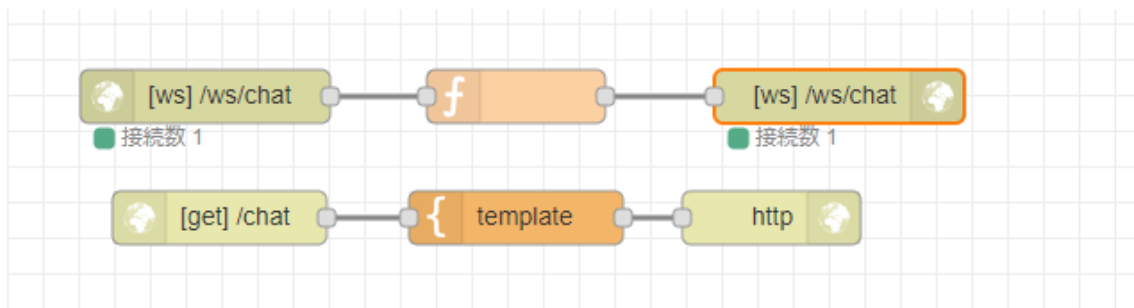 [ws] /ws/chat
[ws] /ws/chat
接続数 1
接続数 1
[get] /chat
template
http